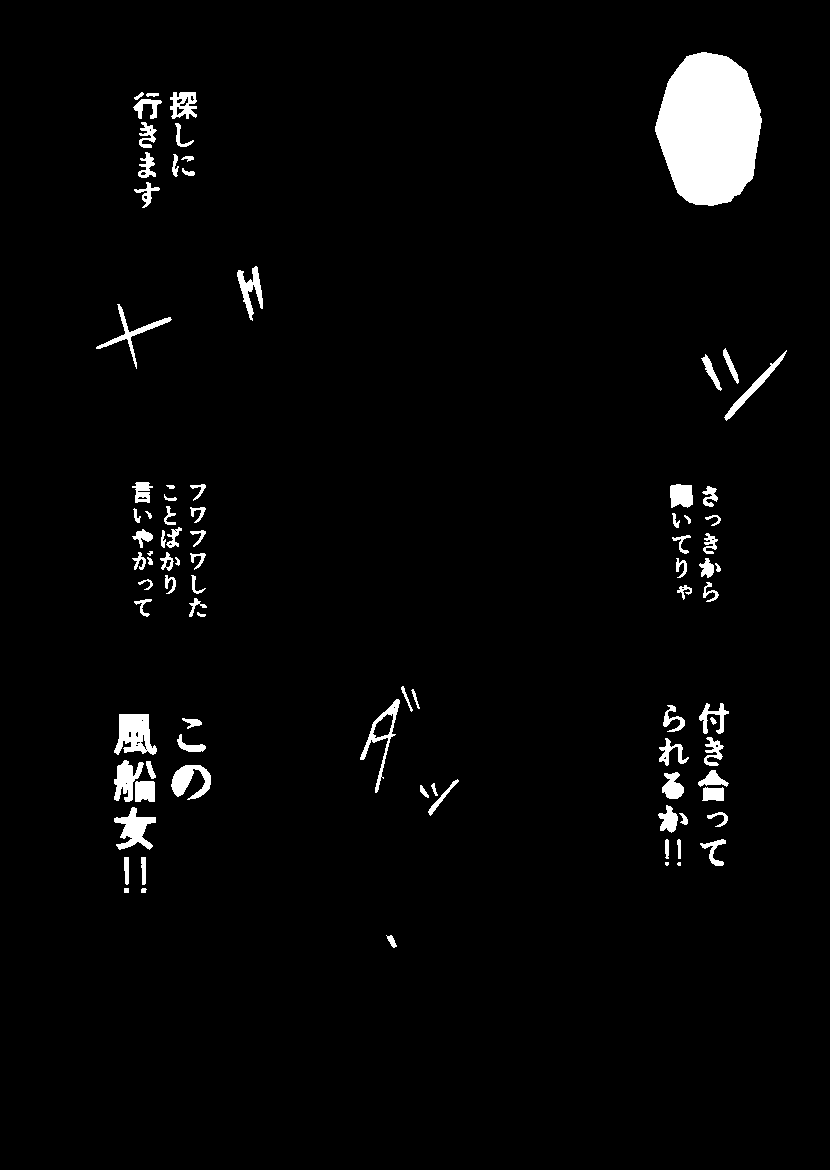 探しに
行きます
ッ
さっきから
聞いてりゃ
フワフワした
ことばかり
言いやがって
付き合って
られるか!!
ダッ
この
風船女!!